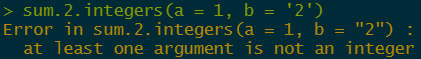 > sum.2.integers(a = 1, b = '2')
Error in sum.2.integers(a = 1, b = "2") :
  at least one argument is not an integer